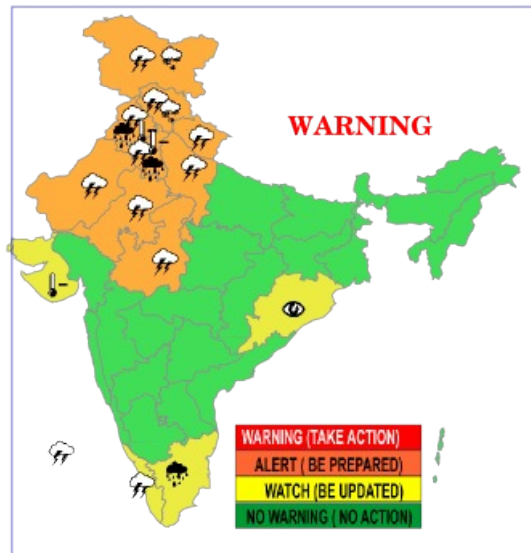 WARNING
WARNING (TAKE ACTION)
ALERT ( BE PREPARED)
WATCH (BE UPDATED)
NO WARNING ( NO ACTION)